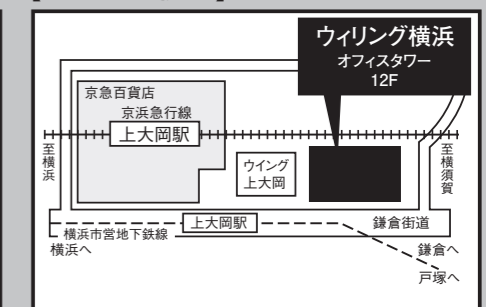 ウィリング横浜
オフィスタワー
12F
京急百貨店
京浜急行線
上大岡駅
至横浜
至横須賀
ウイング
上大岡
上大岡駅
鎌倉街道
横浜市営地下鉄線
横浜へ
鎌倉へ
戸塚へ